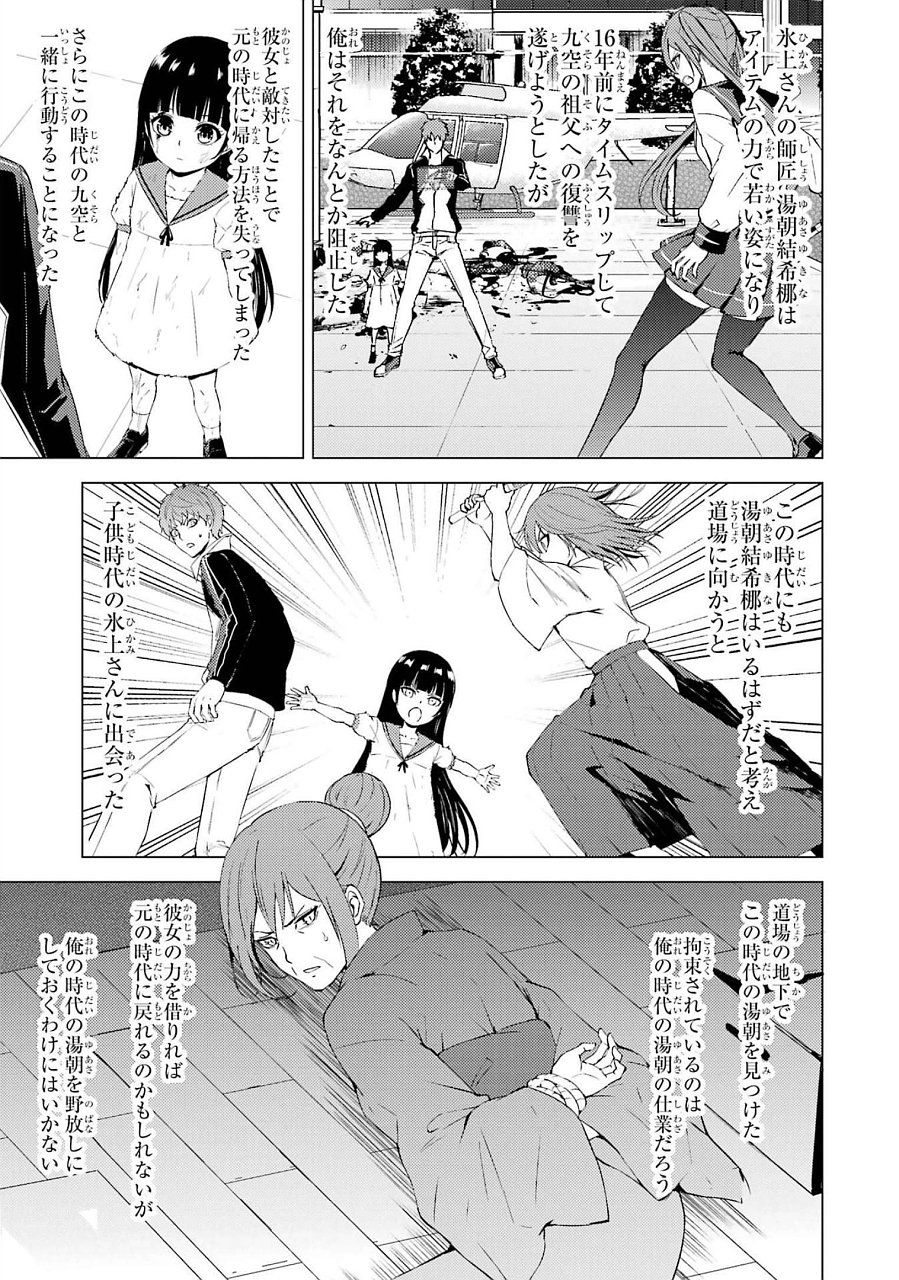 氷上さんの師匠・湯朝結希梛は
アイテムの力で若い姿になり
16年前にタイムスリップして
九空の祖父への復讐を
遂げようとしたが
俺はそれをなんとか阻止した
彼女と敵対したことで
元の時代に帰る方法を失ってしまった
さらにこの時代の九空と
一緒に行動することになった
この時代にも
湯朝結希梛はいるはずだと考え
道場に向かうと
子供時代の氷上さんに出会った
道場の地下で
この時代の湯朝を見つけた
拘束されているのは
俺の時代の湯朝の仕業だろう
彼女の力を借りれば
元の時代に戻れるのかもしれないが
俺の時代の湯朝を野放しに
しておくわけにはいかない